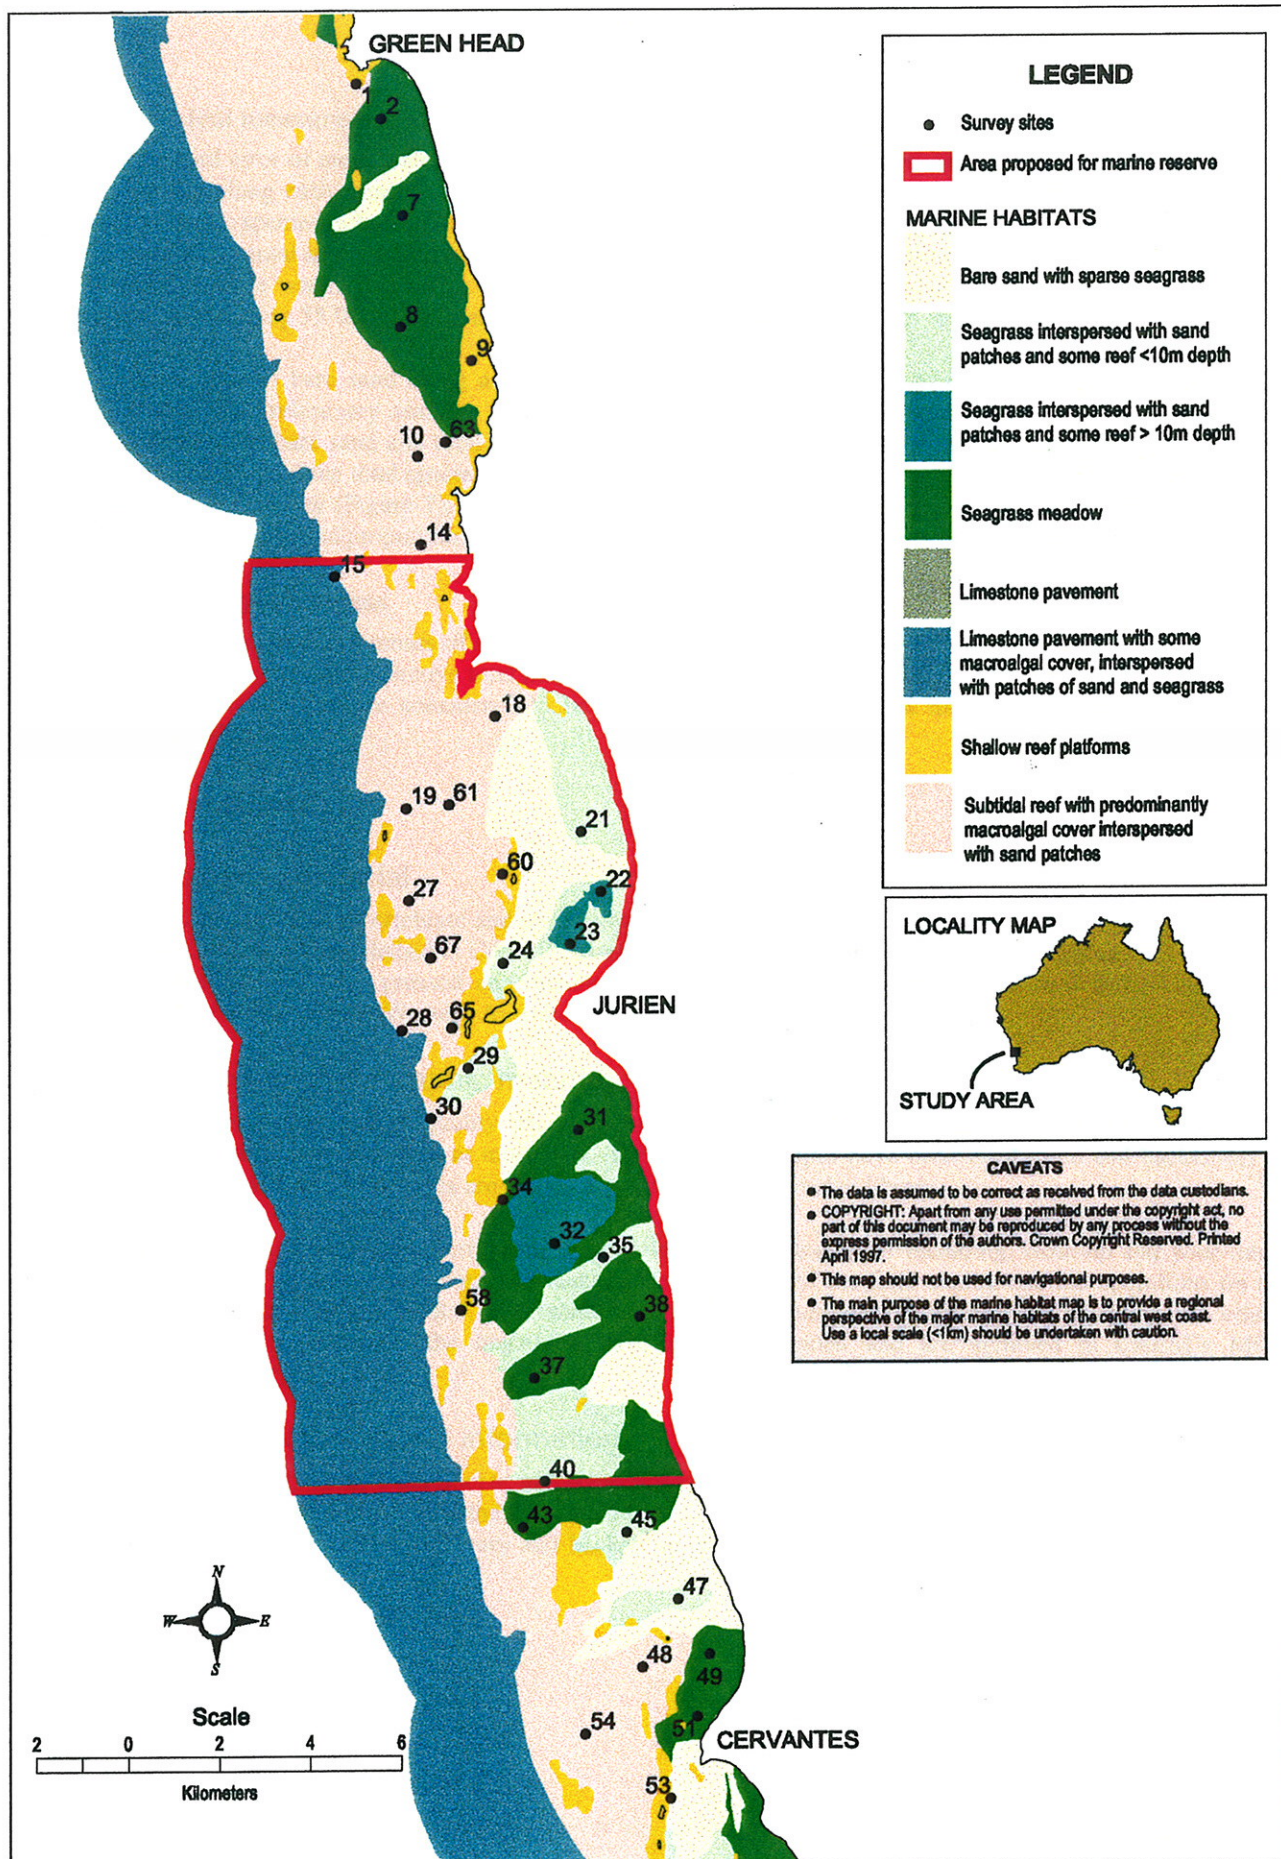 GREEN HEAD
1
2
7
8
9
10
63
14
15
18
19
61
21
60
22
27
23
67
24
JURIEN
28
65
29
30
31
34
32
35
58
38
37
40
43
45
47
48
49
51
54
CERVANTES
53
N
W
E
S
Scale
2
0
2
4
6
Kilometers
LEGEND
Survey sites
Area proposed for marine reserve
MARINE HABITATS
Bare sand with sparse seagrass
Seagrass interspersed with sand
patches and some reef <10m depth
Seagrass interspersed with sand
patches and some reef > 10m depth
Seagrass meadow
Limestone pavement
Limestone pavement with some
macroalgal cover, interspersed
with patches of sand and seagrass
Shallow reef platforms
Subtidal reef with predominantly
macroalgal cover interspersed
with sand patches
LOCALITY MAP
STUDY AREA
CAVEATS
The data is assumed to be correct as received from the data custodians.
COPYRIGHT: Apart from any use permitted under the copyright act, no
part of this document may be reproduced by any process without the
express permission of the authors. Crown Copyright Reserved. Printed
April 1997.
This map should not be used for navigational purposes.
The main purpose of the marine habitat map is to provide a regional
perspective of the major marine habitats of the central west coast.
Use a local scale (<1km) should be undertaken with caution.